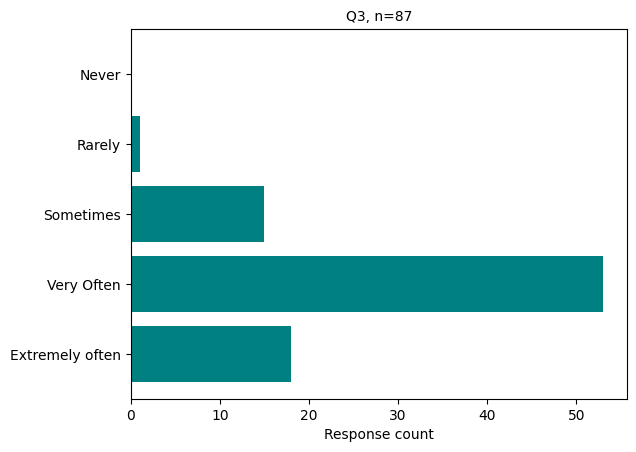 Q3, n=87
Never
Rarely
Sometimes
Very Often
Extremely often
0 10 20 30 40 50
Response count